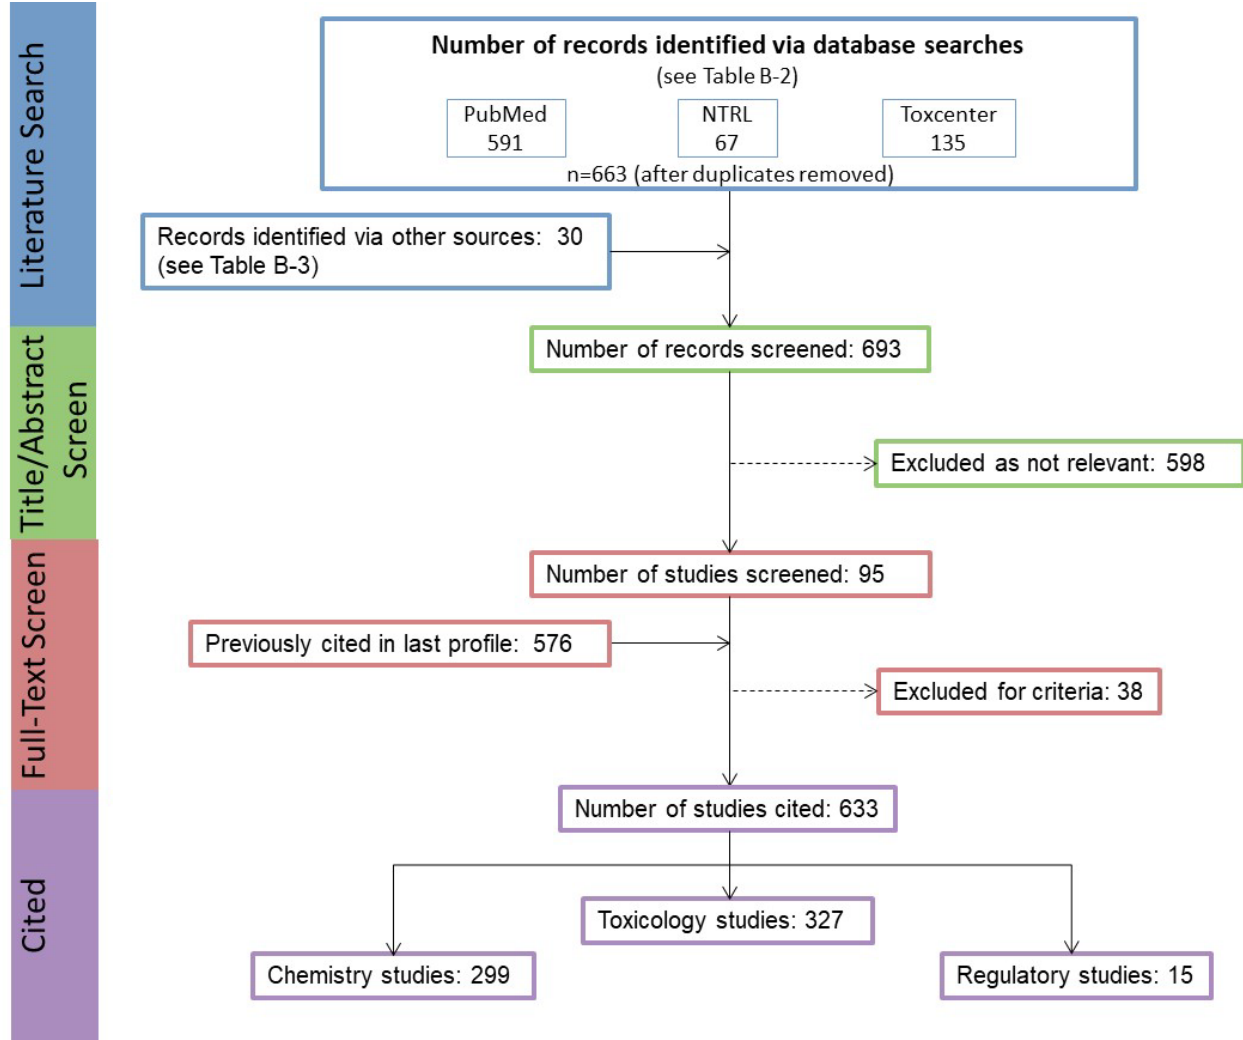 Literature Search
Number of records identified via database searches
(see Table B-2)
PubMed
591
NTRL
67
Toxcenter
135
n=663 (after duplicates removed)
Records identified via other sources: 30
(see Table B-3)
Title/Abstract
Screen
Number of records screened: 693
Excluded as not relevant: 598
Full-Text Screen
Number of studies screened: 95
Previously cited in last profile: 576
Excluded for criteria: 38
Cited
Number of studies cited: 633
Toxicology studies: 327
Chemistry studies: 299
Regulatory studies: 15